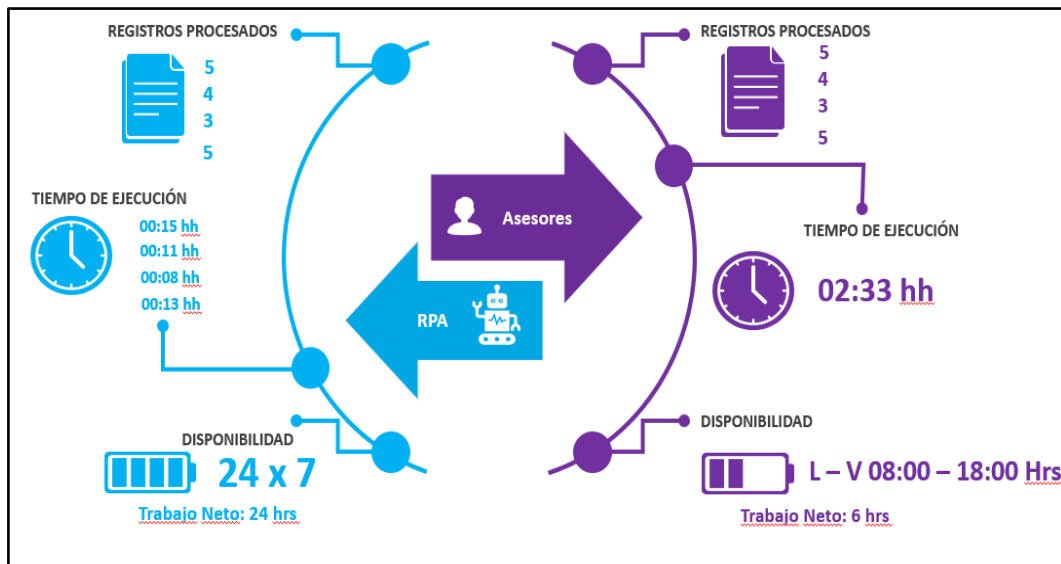 REGISTROS PROCESADOS
5
4
3
5
TIEMPO DE EJECUCIÓN
00:15 hh
00:11 hh
00:08 hh
00:13 hh
DISPONIBILIDAD
24 x 7
Trabajo Neto: 24 hrs
Asesores
RPA
REGISTROS PROCESADOS
5
4
3
5
TIEMPO DE EJECUCIÓN
02:33 hh
DISPONIBILIDAD
L – V 08:00 – 18:00 Hrs
Trabajo Neto: 6 hrs